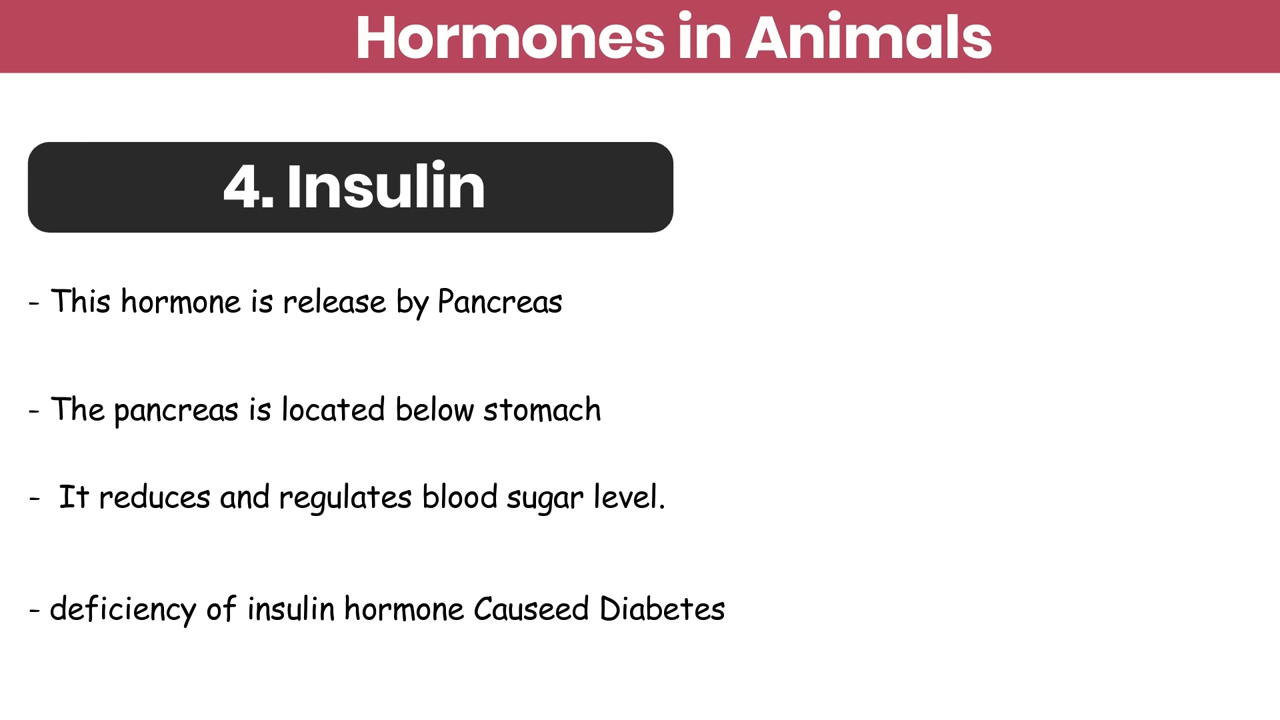 Hormones in Animals
4. Insulin
- This hormone is release by Pancreas
- The pancreas is located below stomach
- It reduces and regulates blood sugar level.
- deficiency of insulin hormone Causeed Diabetes